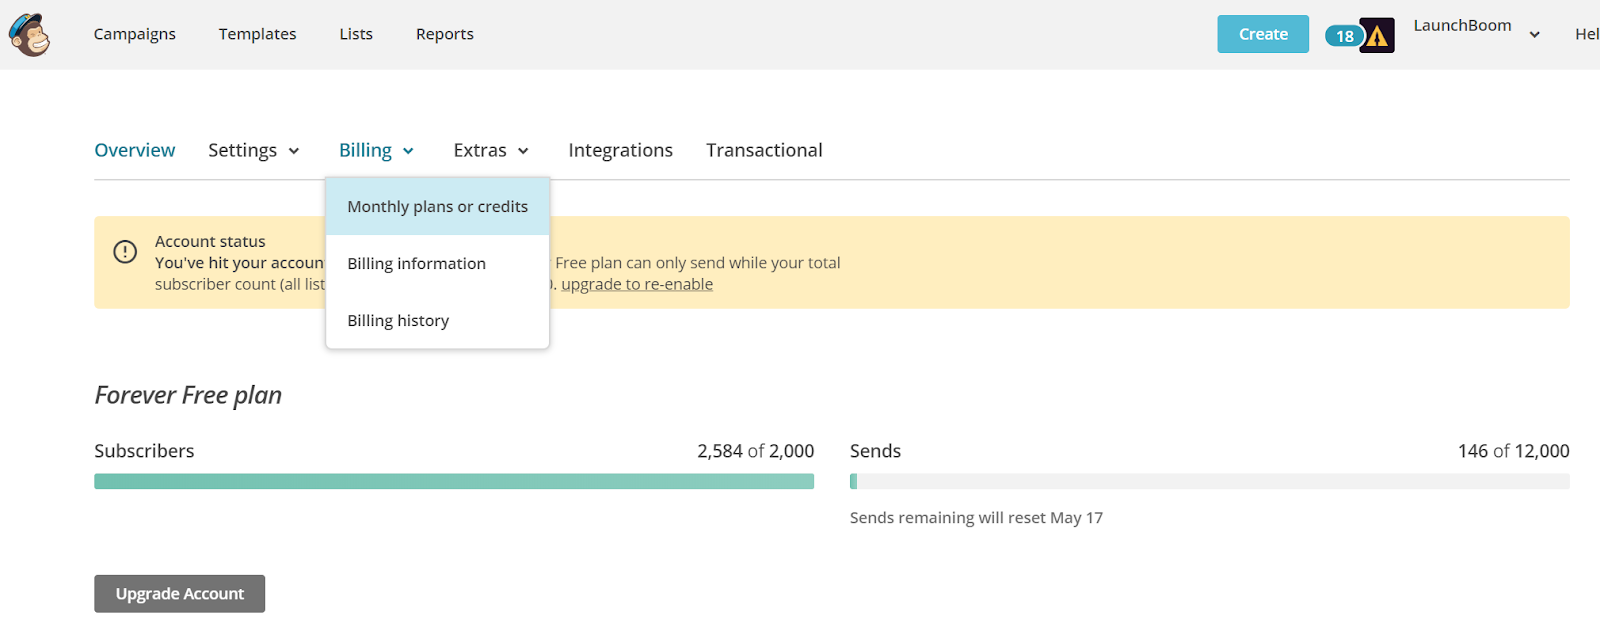 Campaigns Templates Lists Reports Create 18 LaunchBoom Hel
Overview Settings Billing Extras Integrations Transactional
Monthly plans or credits
Billing information
Billing history
Account status
You've hit your accoun Free plan can only send while your total
subscriber count (all list ). upgrade to re-enable
Forever Free plan
Subscribers 2,584 of 2,000 Sends 146 of 12,000
Sends remaining will reset May 17
Upgrade Account